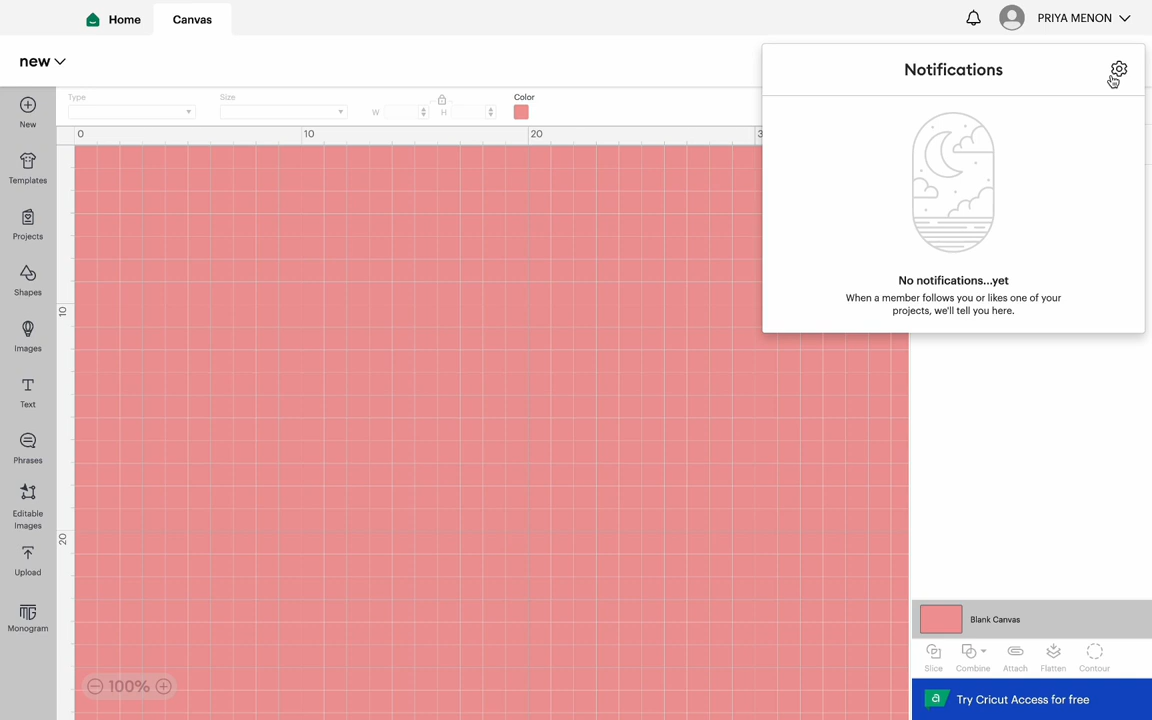 Home
Canvas
PRIYA MENON
new
Notifications
Type
Size
W
H
Color
0
10
20
3
10
20
New
Templates
Projects
Shapes
Images
Text
Phrases
Editable
Images
Upload
Monogram
No notifications...yet
When a member follows you or likes one of your
projects, we'll tell you here.
100%
Blank Canvas
Slice
Combine
Attach
Flatten
Contour
a
Try Cricut Access for free